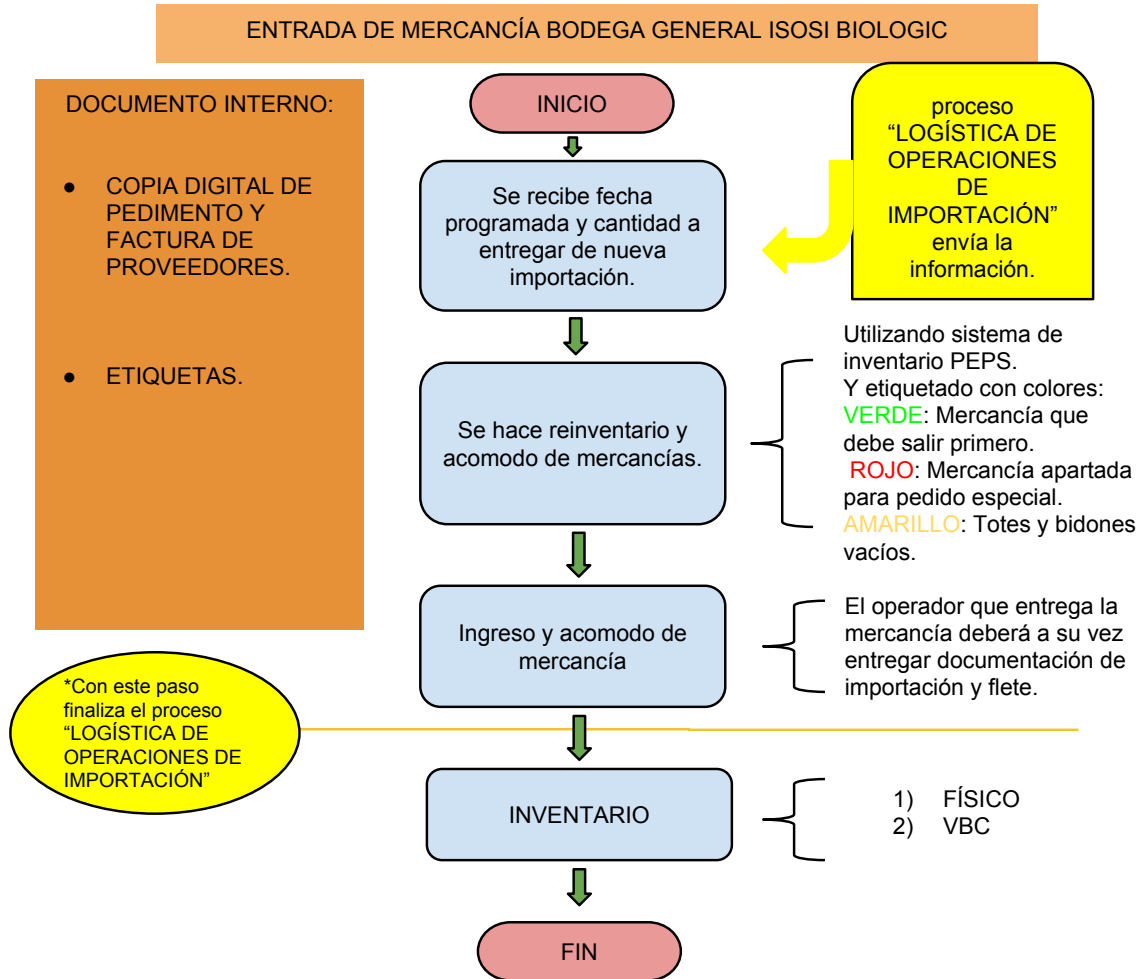 ENTRADA DE MERCANCÍA BODEGA GENERAL ISOSI BIOLOGIC
DOCUMENTO INTERNO:
● COPIA DIGITAL DE
PEDIMENTO Y
FACTURA DE
PROVEEDORES.
● ETIQUETAS.
INICIO
proceso
“LOGÍSTICA DE
OPERACIONES
DE
IMPORTACIÓN”
envía la
información.
Se recibe fecha
programada y cantidad a
entregar de nueva
importación.
Se hace reinventario y
acomodo de mercancías.
Utilizando sistema de
inventario PEPS.
Y etiquetado con colores:
VERDE: Mercancía que
debe salir primero.
ROJO: Mercancía apartada
para pedido especial.
AMARILLO: Totes y bidones
vacíos.
Ingreso y acomodo de
mercancía
El operador que entrega la
mercancía deberá a su vez
entregar documentación de
importación y flete.
*Con este paso
finaliza el proceso
“LOGÍSTICA DE
OPERACIONES DE
IMPORTACIÓN”
INVENTARIO
1) FÍSICO
2) VBC
FIN